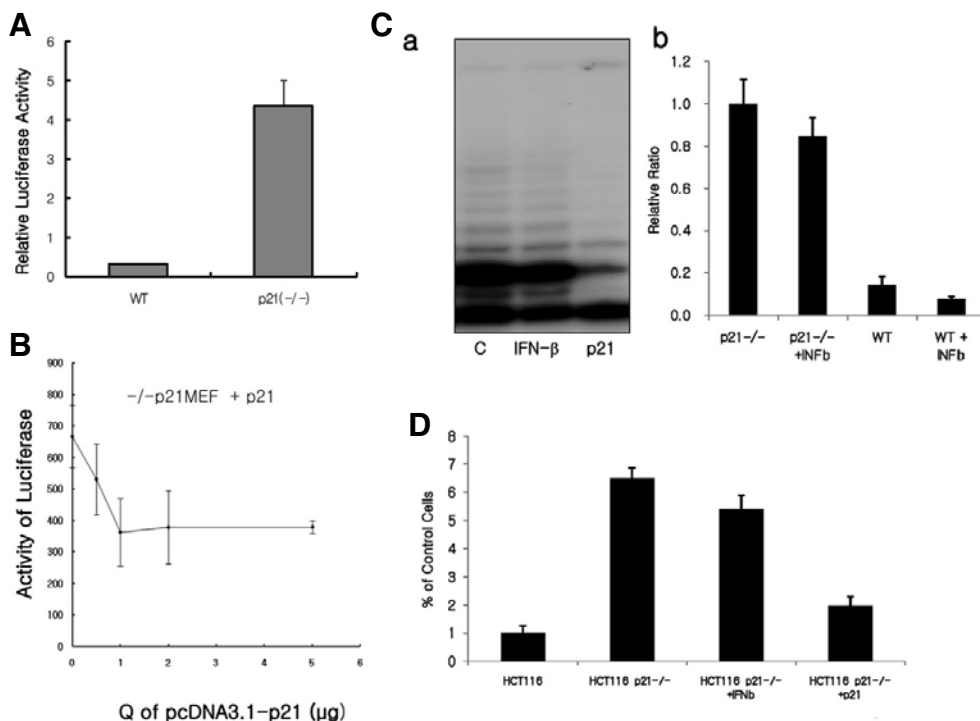 A
Relative Luciferase Activity
6
5
4
3
2
1
0
WT
p21(-/-)
B
Activity of Luciferase
900
800
700
600
500
400
300
200
100
0
-/-p21MEF + p21
0 1 2 3 4 5 6
Q of pcDNA3.1-p21 (μg)
C
a
C IFN-β p21
b
Relative Ratio
1.2
1.0
0.8
0.6
0.4
0.2
0.0
p21-/-
p21-/-
+INFb
WT
WT +
INFb
D
% of Control Cells
8
7
6
5
4
3
2
1
0
HCT116
HCT116 p21-/-
HCT116 p21-/-
+IFNb
HCT116 p21-/-
+p21